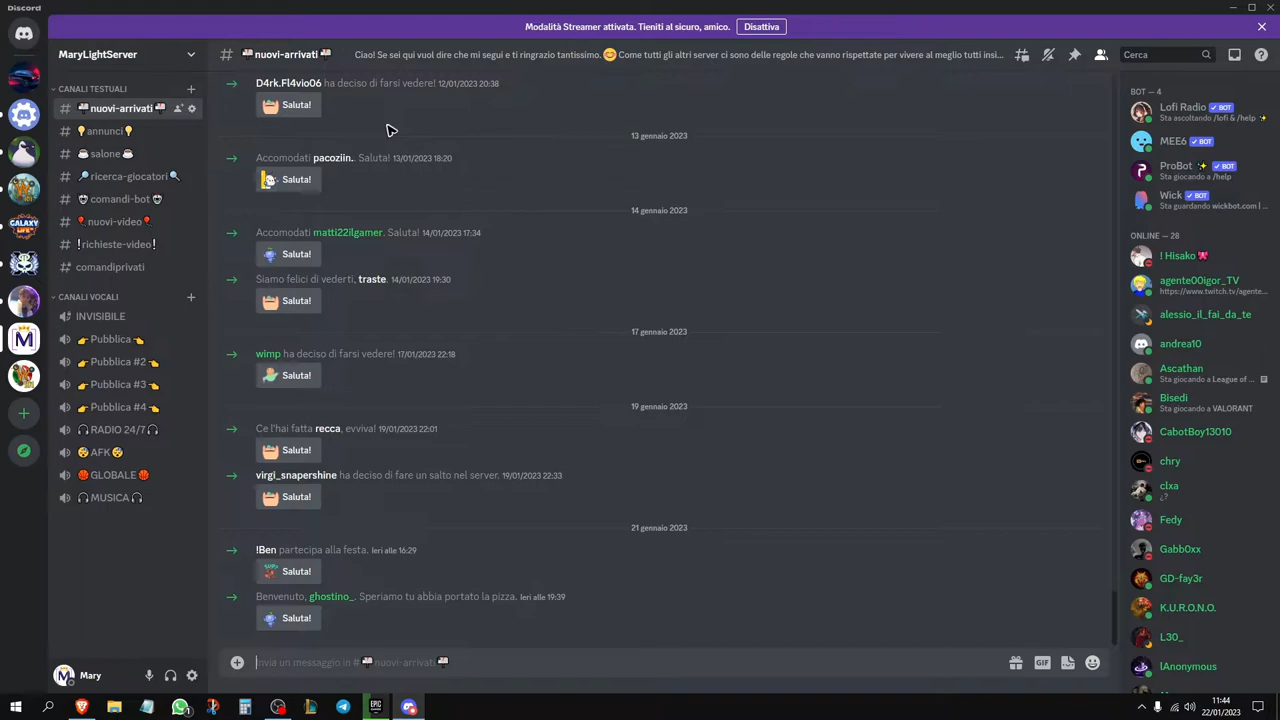 Discord
Modalità Streamer attivata. Tieniti al sicuro, amico.
Disattiva
MaryLightServer
nuovi-arrivati
Ciao! Se sei qui vuol dire che mi segui e ti ringrazio tantissimo. 😊 Come tutti gli altri server ci sono delle regole che vanno rispettate per vivere al meglio tutti insi...
Cerca
CANALI TESTUALI
nuovi-arrivati
annunci
salone
ricerca-giocatori
comandi-bot
nuovi-video
!richieste-video!
comandiprivati
CANALI VOCALI
INVISIBILE
Pubblica
Pubblica #2
Pubblica #3
Pubblica #4
RADIO 24/7
AFK
GLOBALE
MUSICA
Mary
D4rk.Fl4vio06 ha deciso di farsi vedere! 12/01/2023 20:38
Saluta!
13 gennaio 2023
Accomodati pacoziin.. Saluta! 13/01/2023 18:20
Saluta!
14 gennaio 2023
Accomodati matti22ilgamer. Saluta! 14/01/2023 17:34
Saluta!
Siamo felici di vederti, traste. 14/01/2023 19:30
Saluta!
17 gennaio 2023
wimp ha deciso di farsi vedere! 17/01/2023 22:18
Saluta!
19 gennaio 2023
Ce l'hai fatta recca, evviva! 19/01/2023 22:01
Saluta!
virgi_snapershine ha deciso di fare un salto nel server. 19/01/2023 22:33
Saluta!
21 gennaio 2023
!Ben partecipa alla festa. Ieri alle 16:29
Saluta!
Benvenuto, ghostino_. Speriamo tu abbia portato la pizza. Ieri alle 19:39
Saluta!
Invia un messaggio in # nuovi-arrivati
GIF
BOT — 4
Lofi Radio BOT
Sta ascoltando /lofi & /help
MEE6 BOT
ProBot BOT
Sta giocando a /help
Wick BOT
Sta guardando wickbot.com | ...
ONLINE — 28
! Hisako
agente00igor_TV
https://www.twitch.tv/agente...
alessio_il_fai_da_te
andrea10
Ascathan
Sta giocando a League of ...
Bisedi
Sta giocando a VALORANT
CabotBoy13010
chry
clxa
¿?
Fedy
Gabb0xx
GD-fay3r
K.U.R.O.N.O.
L30_
lAnonymous
11:44
22/01/2023